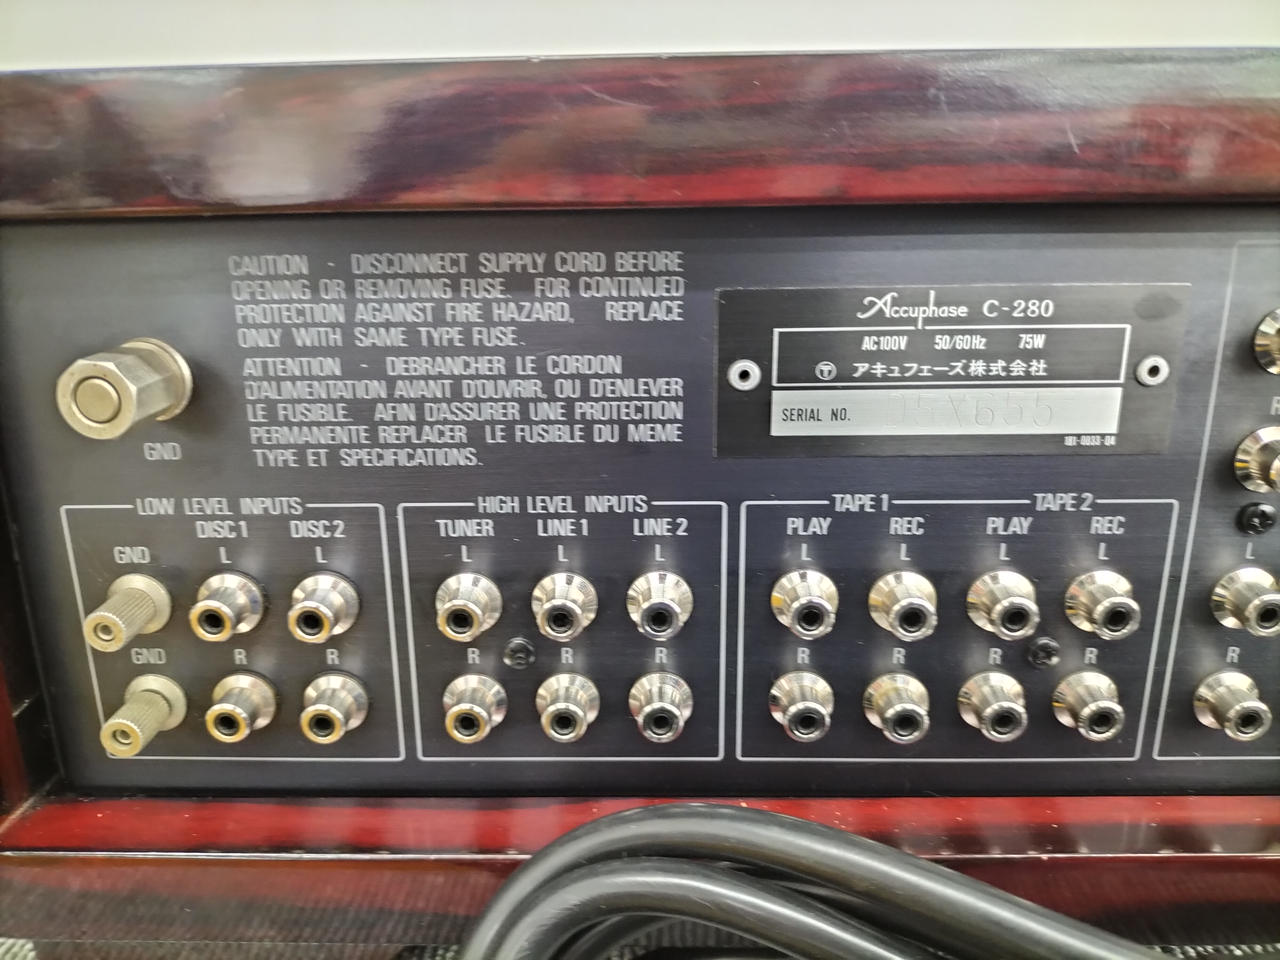 CAUTION - DISCONNECT SUPPLY CORD BEFORE
OPENING OR REMOVING FUSE. FOR CONTINUED
PROTECTION AGAINST FIRE HAZARD, REPLACE
ONLY WITH SAME TYPE FUSE.
ATTENTION - DEBRANCHER LE CORDON
D'ALIMENTATION AVANT D'OUVRIR, OU D'ENLEVER
LE FUSIBLE. AFIN D'ASSURER UNE PROTECTION
PERMANENTE REPLACER LE FUSIBLE DU MEME
TYPE ET SPECIFICATIONS.
GND
Accuphase C-280
AC100V 50/60Hz 75W
Ⓣ アキュフェーズ株式会社
SERIAL NO. D5X655
181-0033-04
LOW LEVEL INPUTS
GND DISC 1 DISC 2
L L
GND R R
HIGH LEVEL INPUTS
TUNER LINE 1 LINE 2
L L L
R R R
TAPE 1 TAPE 2
PLAY REC PLAY REC
L L L L
R R R R
R
L
R